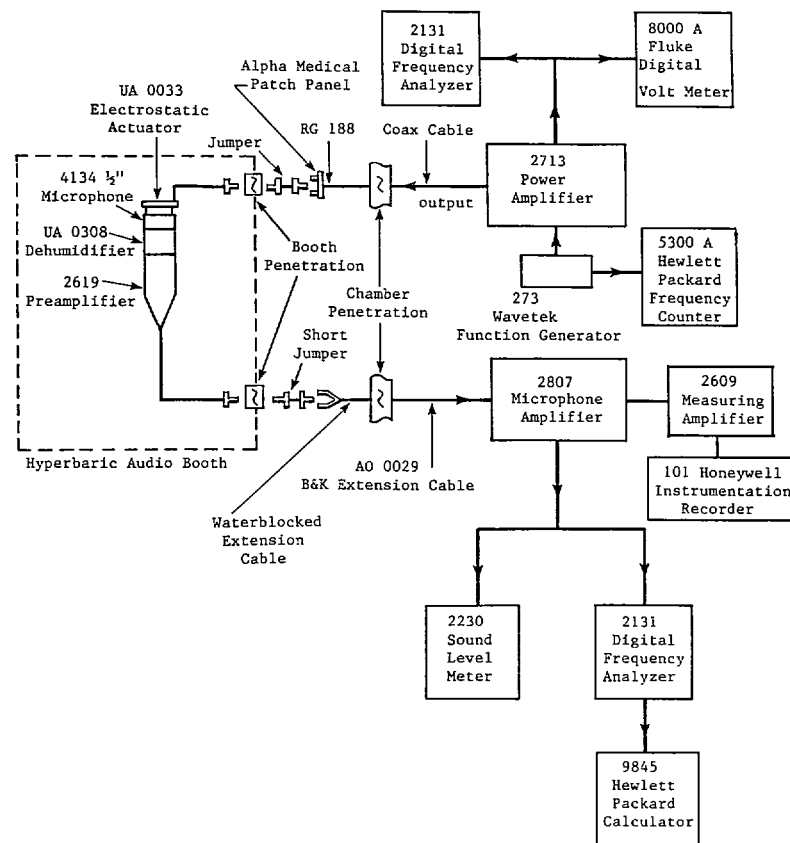 2131
Digital
Frequency
Analyzer
8000 A
Fluke
Digital
Volt Meter
Alpha Medical
Patch Panel
UA 0033
Electrostatic
Actuator
RG 188
Coax Cable
Jumper
2713
Power
Amplifier
4134 ½"
Microphone
output
UA 0308
Dehumidifier
Booth
Penetration
5300 A
Hewlett
Packard
Frequency
Counter
2619
Preamplifier
Chamber
Penetration
273
Wavetek
Function Generator
Short
Jumper
2807
Microphone
Amplifier
2609
Measuring
Amplifier
Hyperbaric Audio Booth
AO 0029
B&K Extension Cable
101 Honeywell
Instrumentation
Recorder
Waterblocked
Extension
Cable
2230
Sound
Level
Meter
2131
Digital
Frequency
Analyzer
9845
Hewlett
Packard
Calculator